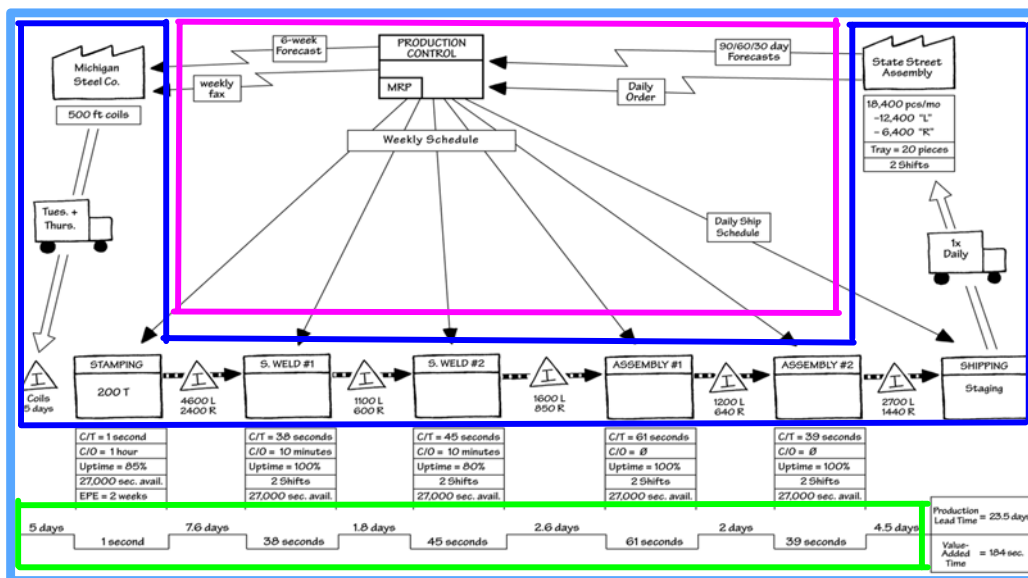 6-week
Forecast
PRODUCTION
CONTROL
MRP
90/60/30 day
Forecasts
Michigan
Steel Co.
weekly
fax
Daily
Order
State Street
Assembly
500 ft coils
18,400 pcs/mo
-12,400 "L"
- 6,400 "R"
Tray = 20 pieces
2 Shifts
Weekly Schedule
Tues. +
Thurs.
Daily Ship
Schedule
1x
Daily
I
Coils
5 days
STAMPING
200 T
I
4600 L
2400 R
S. WELD #1
I
1100 L
600 R
S. WELD #2
I
1600 L
850 R
ASSEMBLY #1
I
1200 L
640 R
ASSEMBLY #2
I
2700 L
1440 R
SHIPPING
Staging
C/T = 1 second
C/O = 1 hour
Uptime = 85%
27,000 sec. avail.
EPE = 2 weeks
C/T = 38 seconds
C/O = 10 minutes
Uptime = 100%
2 Shifts
27,000 sec. avail.
C/T = 45 seconds
C/O = 10 minutes
Uptime = 80%
2 Shifts
27,000 sec. avail.
C/T = 61 seconds
C/O = Ø
Uptime = 100%
2 Shifts
27,000 sec. avail.
C/T = 39 seconds
C/O = Ø
Uptime = 100%
2 Shifts
27,000 sec. avail.
5 days
1 second
7.6 days
38 seconds
1.8 days
45 seconds
2.6 days
61 seconds
2 days
39 seconds
4.5 days
Production
Lead Time = 23.5 days
Value-
Added
Time = 184 sec.